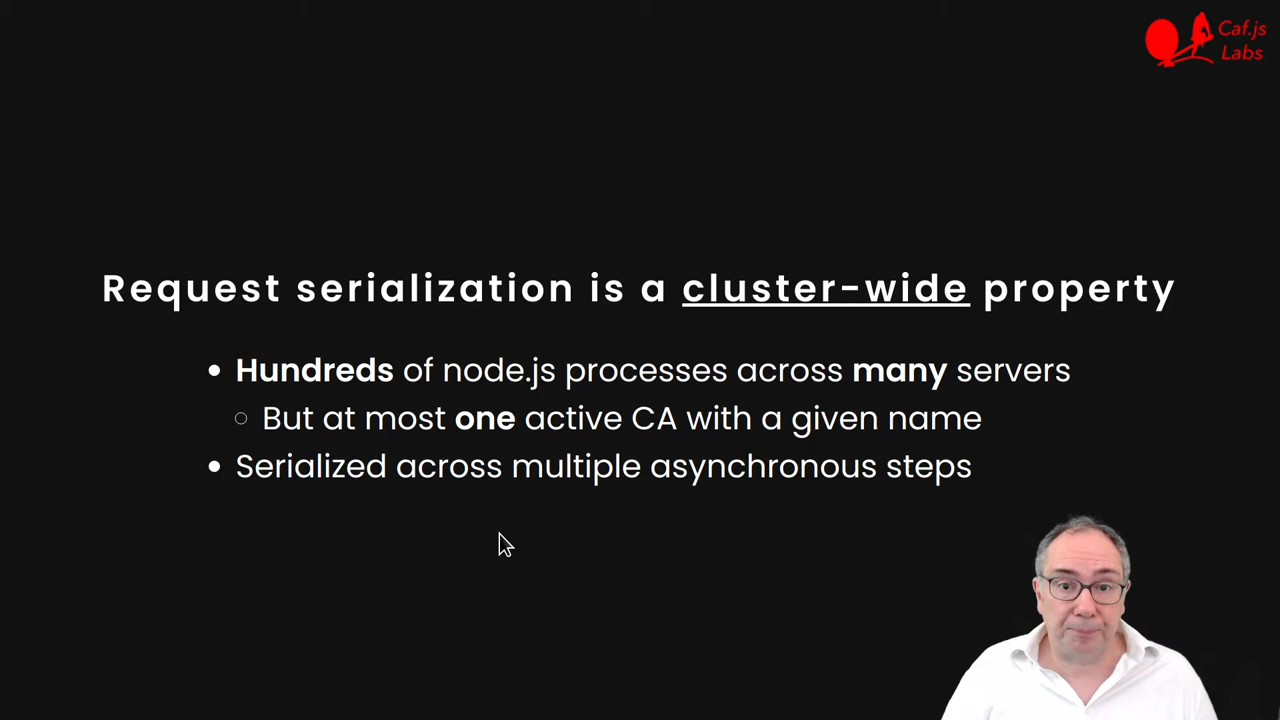 Caf.js
Labs
Request serialization is a cluster-wide property
Hundreds of node.js processes across many servers
But at most one active CA with a given name
Serialized across multiple asynchronous steps